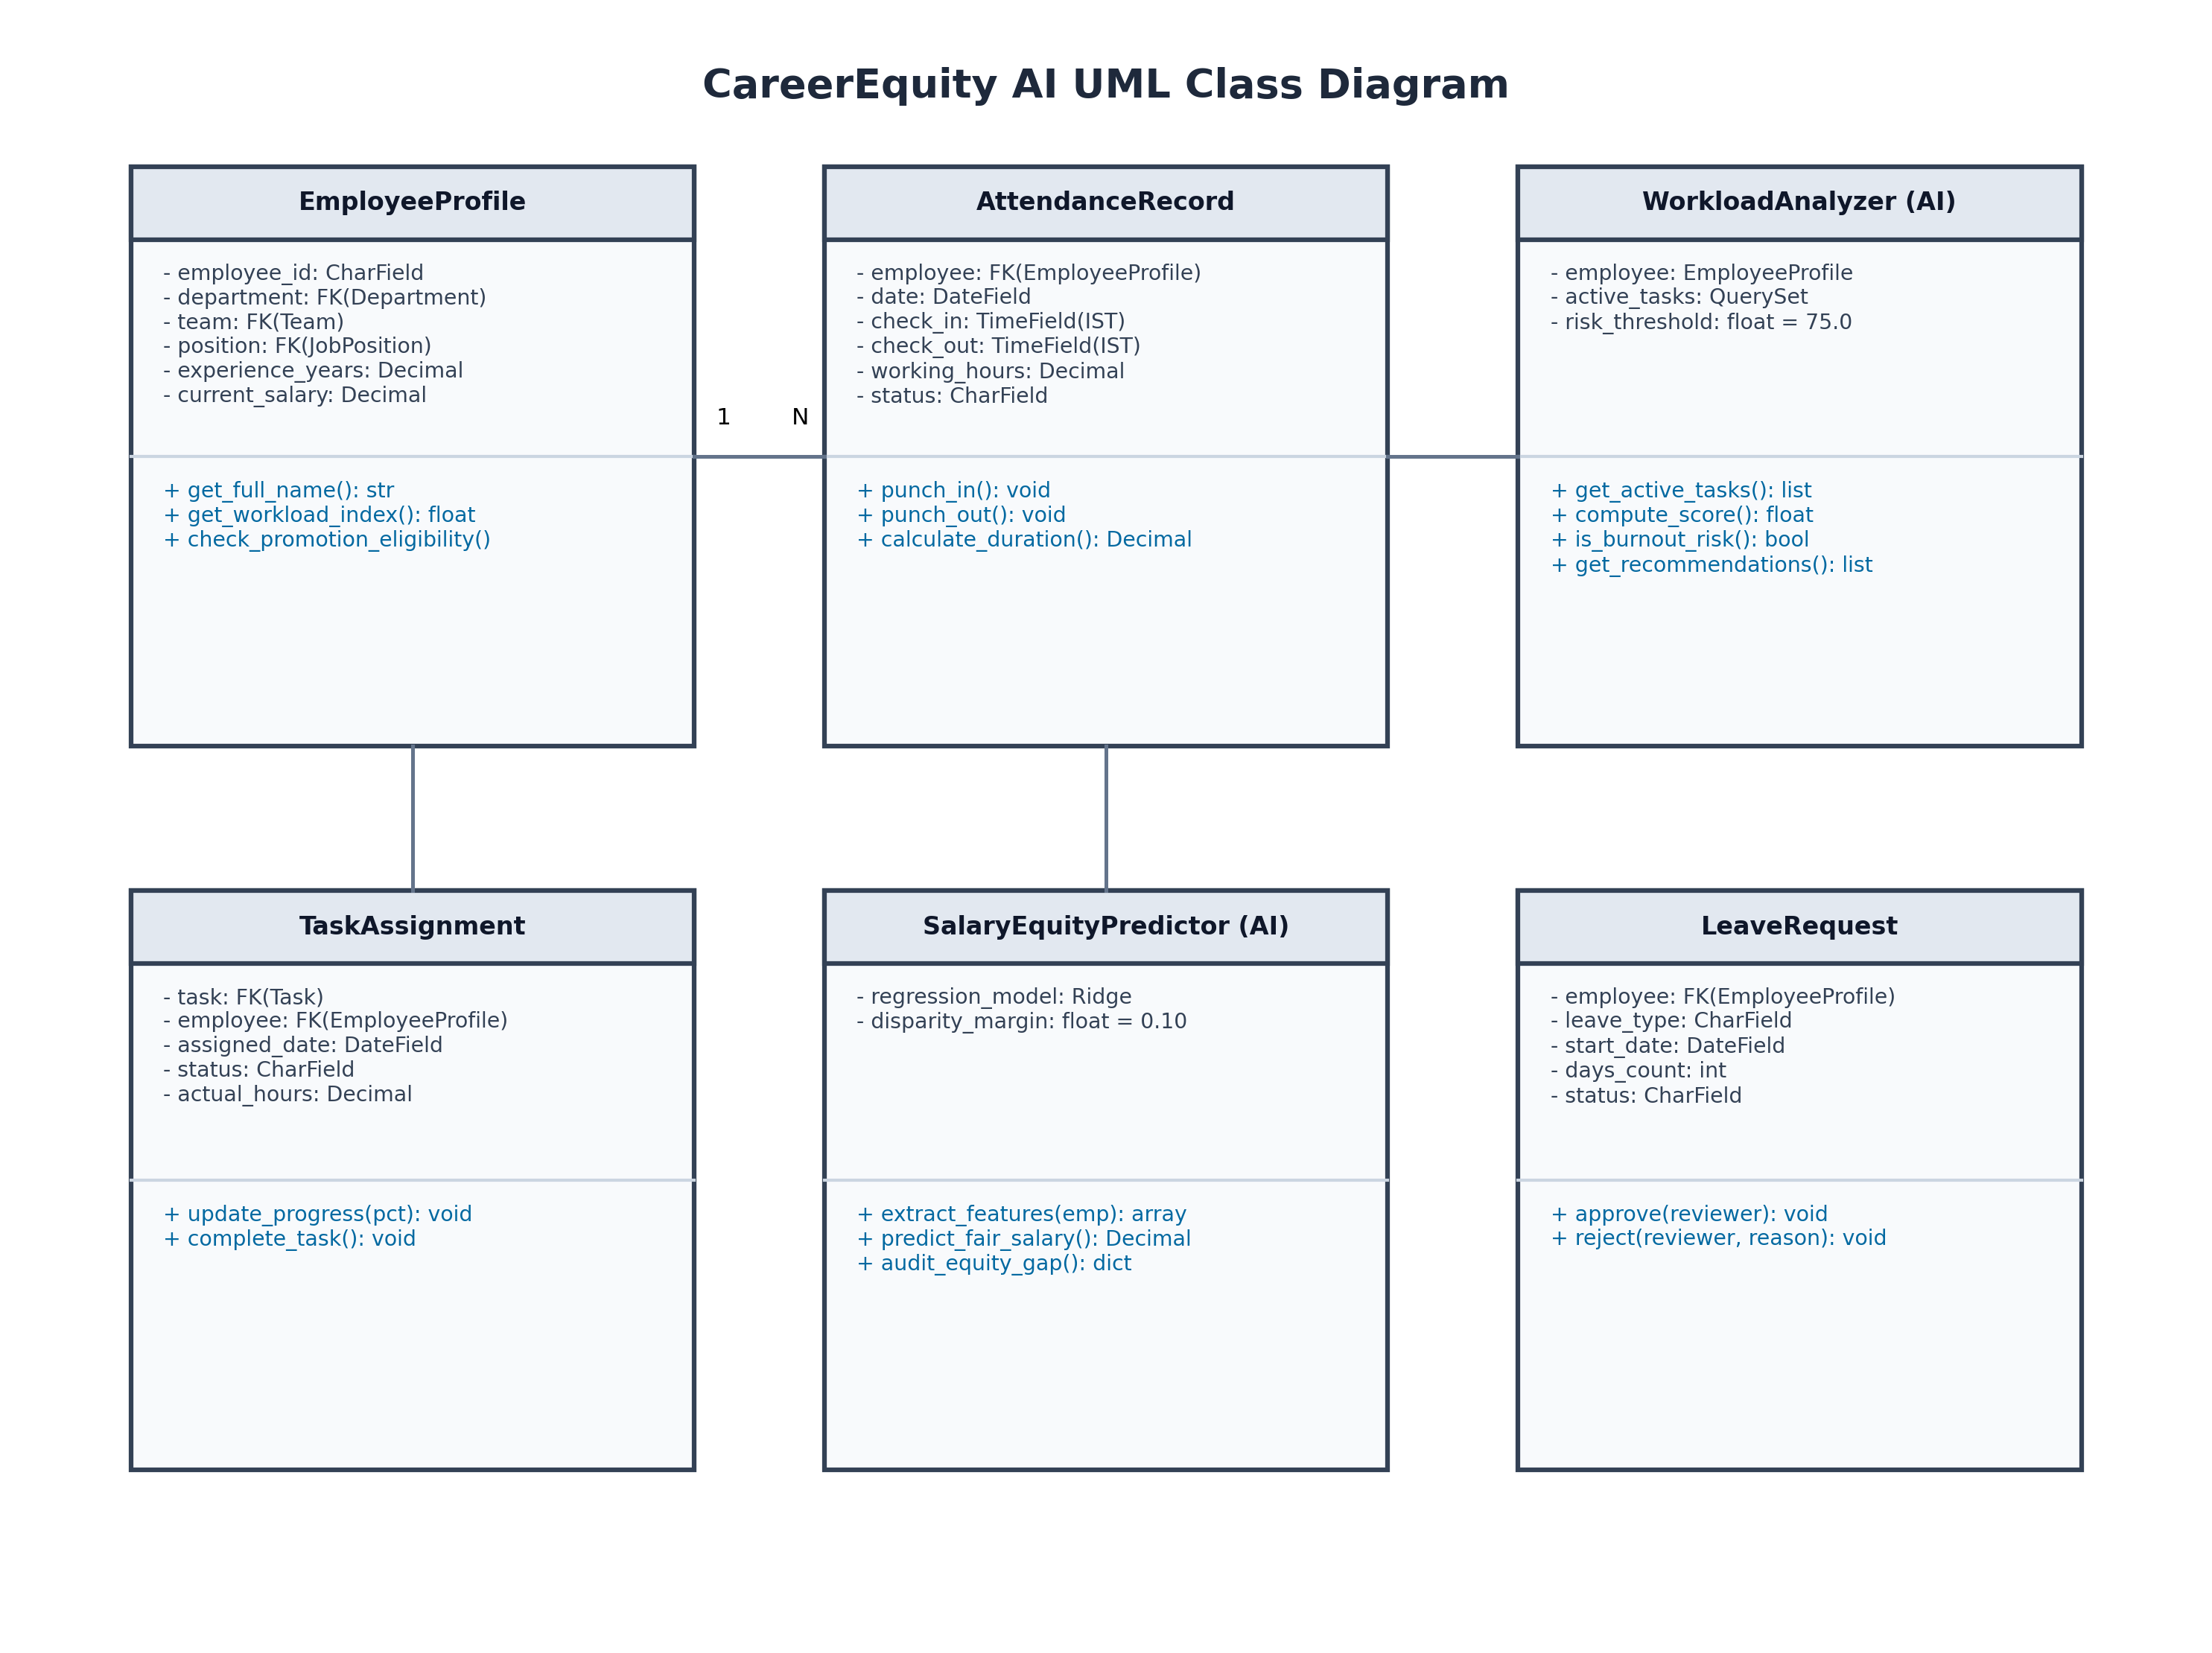 CareerEquity AI UML Class Diagram
EmployeeProfile
- employee_id: CharField
- department: FK(Department)
- team: FK(Team)
- position: FK(JobPosition)
- experience_years: Decimal
- current_salary: Decimal
+ get_full_name(): str
+ get_workload_index(): float
+ check_promotion_eligibility()
1
N
AttendanceRecord
- employee: FK(EmployeeProfile)
- date: DateField
- check_in: TimeField(IST)
- check_out: TimeField(IST)
- working_hours: Decimal
- status: CharField
+ punch_in(): void
+ punch_out(): void
+ calculate_duration(): Decimal
WorkloadAnalyzer (AI)
- employee: EmployeeProfile
- active_tasks: QuerySet
- risk_threshold: float = 75.0
+ get_active_tasks(): list
+ compute_score(): float
+ is_burnout_risk(): bool
+ get_recommendations(): list
TaskAssignment
- task: FK(Task)
- employee: FK(EmployeeProfile)
- assigned_date: DateField
- status: CharField
- actual_hours: Decimal
+ update_progress(pct): void
+ complete_task(): void
SalaryEquityPredictor (AI)
- regression_model: Ridge
- disparity_margin: float = 0.10
+ extract_features(emp): array
+ predict_fair_salary(): Decimal
+ audit_equity_gap(): dict
LeaveRequest
- employee: FK(EmployeeProfile)
- leave_type: CharField
- start_date: DateField
- days_count: int
- status: CharField
+ approve(reviewer): void
+ reject(reviewer, reason): void